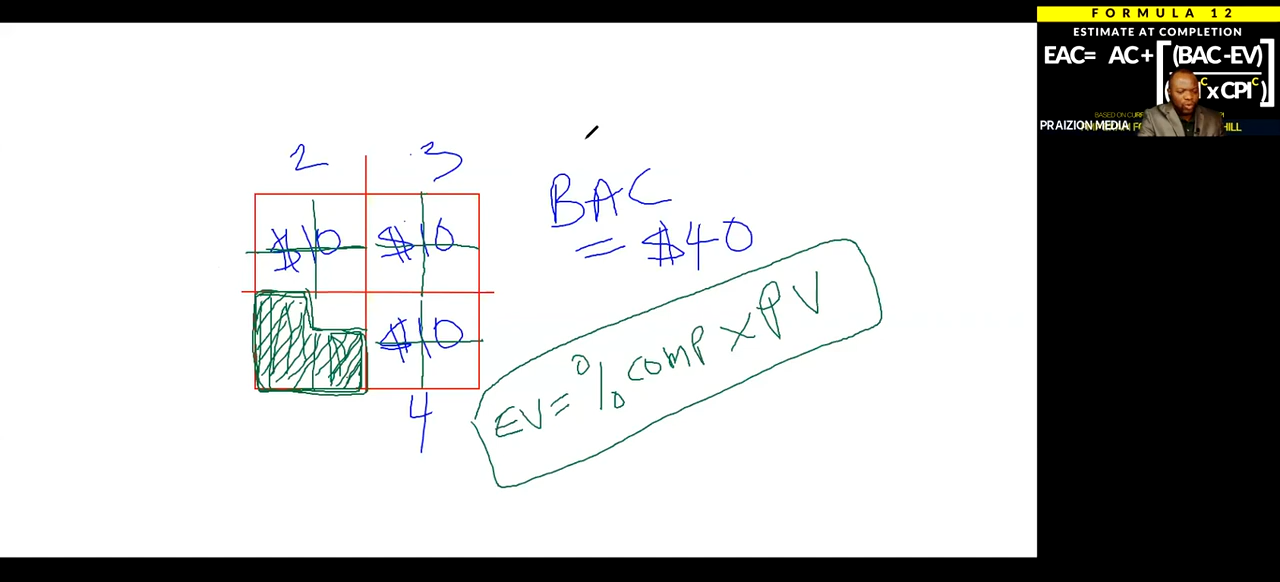 2 3
$10 $10
$10
4
BAC
= $40
EV = % comp x PV
FORMULA 12
ESTIMATE AT COMPLETION
EAC= AC + [(BAC - EV)
x CPIᶜ)]
PRAIZION MEDIA